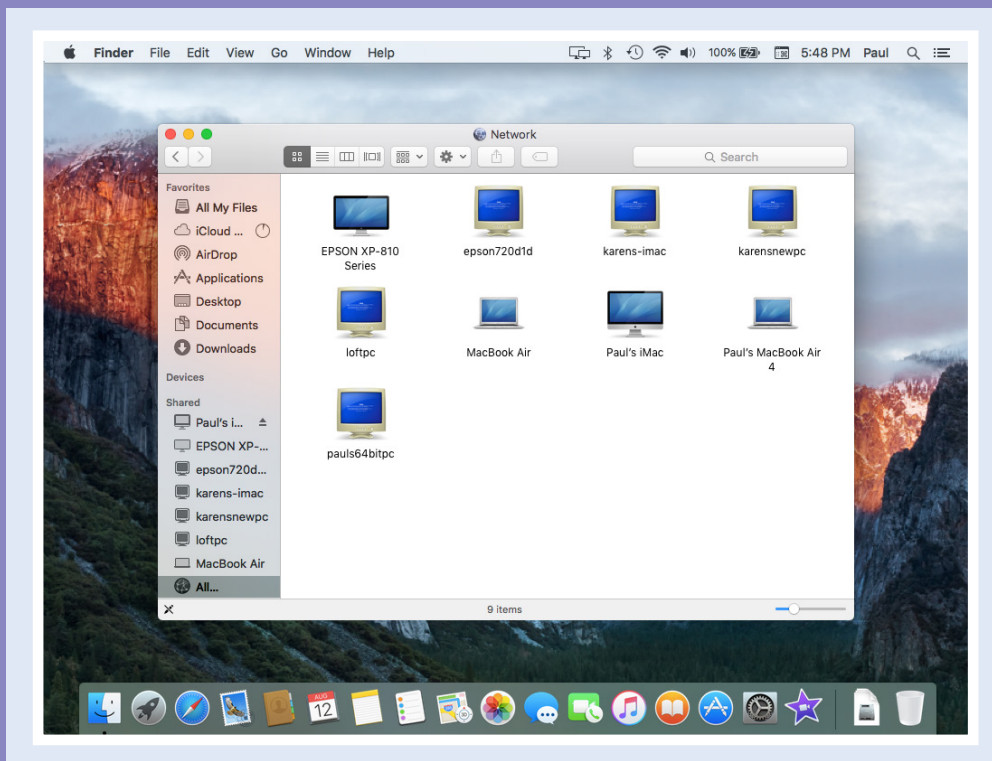 Finder File Edit View Go Window Help 100% 5:48 PM Paul
Network
Search
Favorites
All My Files
iCloud ...
AirDrop
Applications
Desktop
Documents
Downloads
Devices
Shared
Paul's i...
EPSON XP-...
epson720d...
karens-imac
karensnewpc
loftpc
MacBook Air
All...
EPSON XP-810
Series
epson720d1d
karens-imac
karensnewpc
loftpc
MacBook Air
Paul's iMac
Paul's MacBook Air
4
pauls64bitpc
9 items
AUG
12